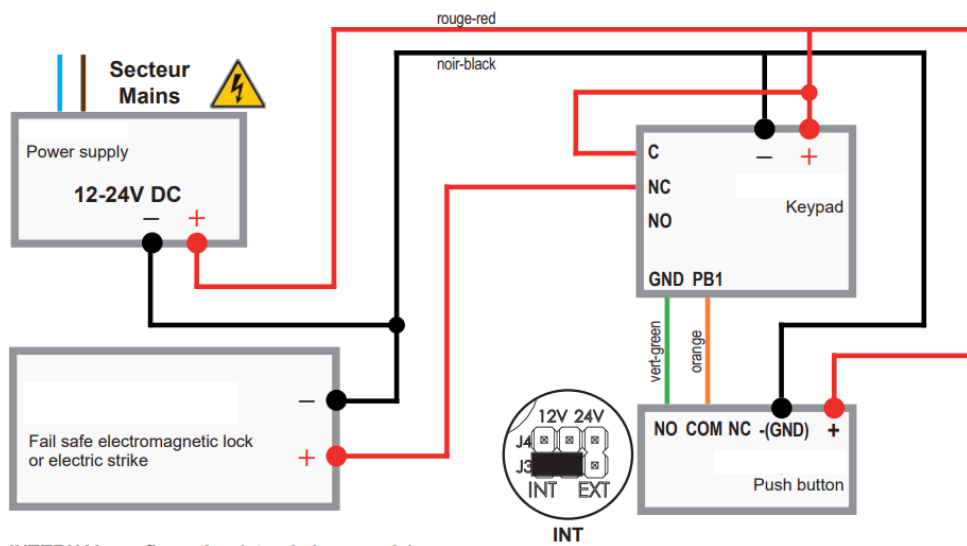 rouge-red
noir-black
Secteur
Mains
Power supply
12-24V DC
− +
C
NC
NO
− +
Keypad
GND PB1
vert-green
orange
Fail safe electromagnetic lock
or electric strike
−
+
12V 24V
J4
J3
INT EXT
INT
NO COM NC -(GND) +
Push button